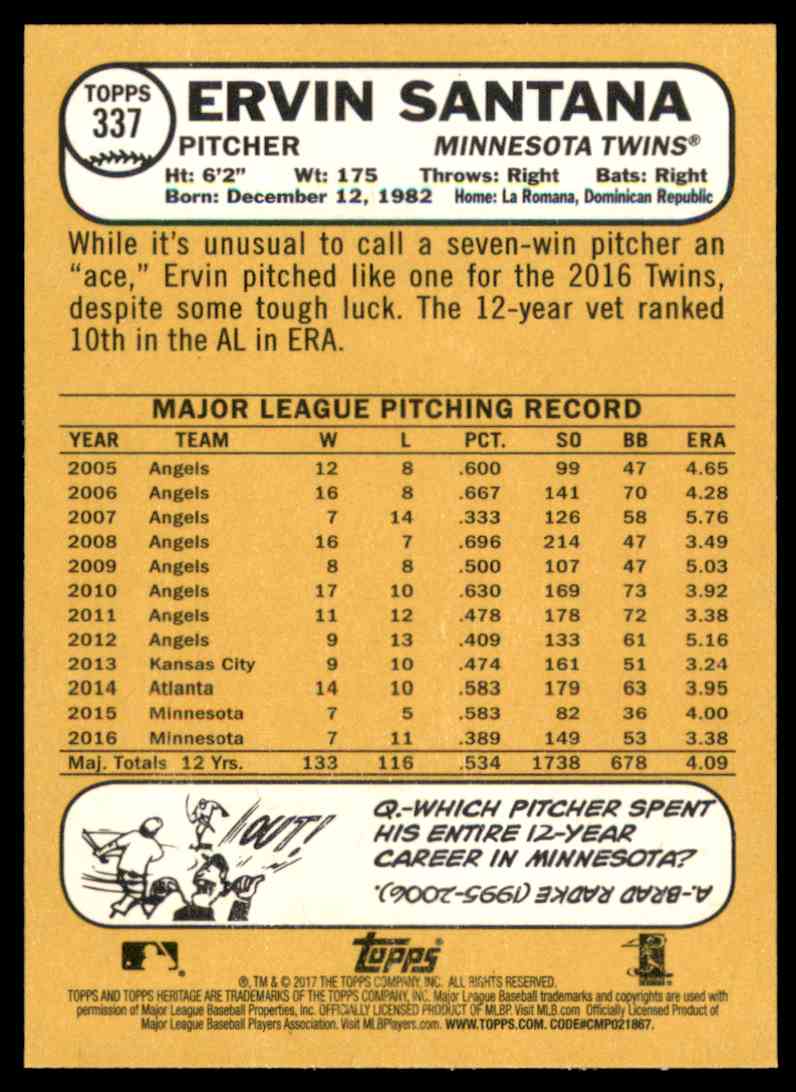 TOPPS
337
ERVIN SANTANA
PITCHER MINNESOTA TWINS®
Ht: 6'2" Wt: 175 Throws: Right Bats: Right
Born: December 12, 1982 Home: La Romana, Dominican Republic
While it's unusual to call a seven-win pitcher an
“ace,” Ervin pitched like one for the 2016 Twins,
despite some tough luck. The 12-year vet ranked
10th in the AL in ERA.
MAJOR LEAGUE PITCHING RECORD
YEAR TEAM W L PCT. SO BB ERA
2005 Angels 12 8 .600 99 47 4.65
2006 Angels 16 8 .667 141 70 4.28
2007 Angels 7 14 .333 126 58 5.76
2008 Angels 16 7 .696 214 47 3.49
2009 Angels 8 8 .500 107 47 5.03
2010 Angels 17 10 .630 169 73 3.92
2011 Angels 11 12 .478 178 72 3.38
2012 Angels 9 13 .409 133 61 5.16
2013 Kansas City 9 10 .474 161 51 3.24
2014 Atlanta 14 10 .583 179 63 3.95
2015 Minnesota 7 5 .583 82 36 4.00
2016 Minnesota 7 11 .389 149 53 3.38
Maj. Totals 12 Yrs. 133 116 .534 1738 678 4.09
OUT!
Q.-WHICH PITCHER SPENT
HIS ENTIRE 12-YEAR
CAREER IN MINNESOTA?
A.-BRAD RADKE (1995-2006).
topps
®, TM & © 2017 THE TOPPS COMPANY, INC. ALL RIGHTS RESERVED.
TOPPS AND TOPPS HERITAGE ARE TRADEMARKS OF THE TOPPS COMPANY, INC. Major League Baseball trademarks and copyrights are used with
permission of Major League Baseball Properties, Inc. OFFICIALLY LICENSED PRODUCT OF MLBP. Visit MLB.com. Officially Licensed Product of
Major League Baseball Players Association. Visit MLBPlayers.com. WWW.TOPPS.COM. CODE#CMP021867.